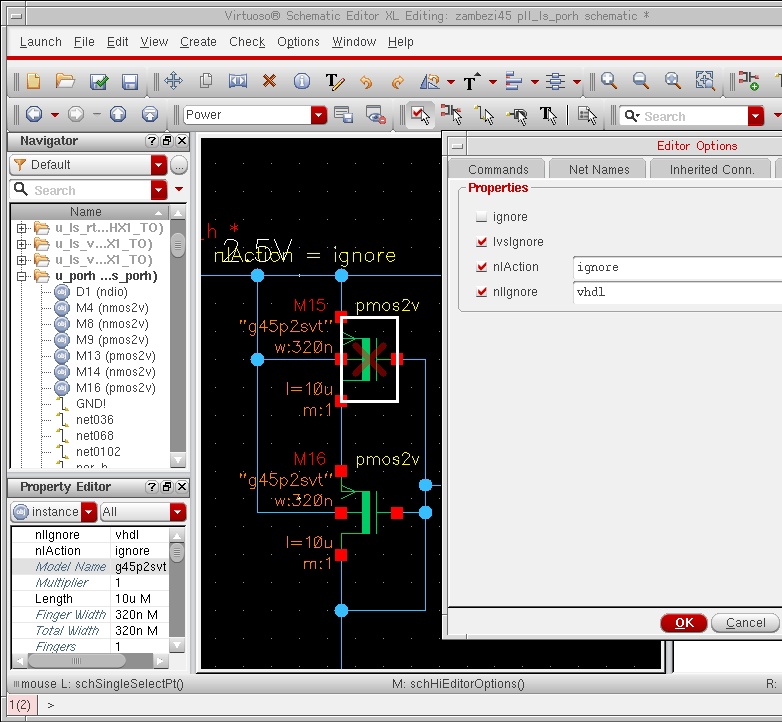 Virtuoso® Schematic Editor XL Editing: zambezi45 pll_ls_porh schematic *
Launch File Edit View Create Check Options Window Help
Power
Search
Navigator
Default
Search
Name
u_ls_rt...HX1_TO)
u_ls_v...X1_TO)
u_ls_v...X1_TO)
u_porh ...s_porh)
D1 (ndio)
M4 (nmos2v)
M8 (nmos2v)
M9 (pmos2v)
M13 (pmos2v)
M14 (nmos2v)
M16 (pmos2v)
GND!
net036
net068
net0102
por_h
Property Editor
instance All
nlIgnore vhdl
nlAction ignore
Model Name g45p2svt
Multiplier 1
Length 10u M
Finger Width 320n M
Total Width 320n M
Fingers 1
_h *
2.5V
nlAction = ignore
M15 pmos2v
"g45p2svt"
w:320n
l=10u
m:1
M16 pmos2v
"g45p2svt"
w:320n
l=10u
m:1
Editor Options
Commands Net Names Inherited Conn.
Properties
ignore
lvsIgnore
nlAction ignore
nlIgnore vhdl
OK Cancel
mouse L: schSingleSelectPt() M: schHiEditorOptions() R:
1(2) >